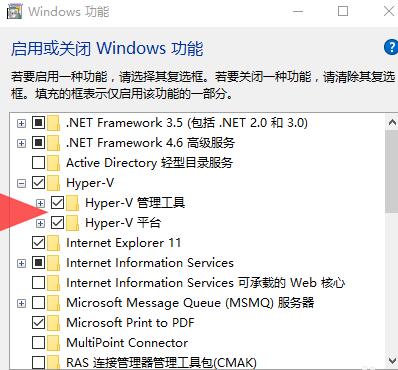 Windows 功能
启用或关闭 Windows 功能
?
若要启用一种功能，请选择其复选框。若要关闭一种功能，请清除其复选
框。填充的框表示仅启用该功能的一部分。
.NET Framework 3.5 (包括 .NET 2.0 和 3.0)
.NET Framework 4.6 高级服务
Active Directory 轻型目录服务
Hyper-V
Hyper-V 管理工具
Hyper-V 平台
Internet Explorer 11
Internet Information Services
Internet Information Services 可承载的 Web 核心
Microsoft Message Queue (MSMQ) 服务器
Microsoft Print to PDF
MultiPoint Connector
RAS 连接管理器管理工具包(CMAK)